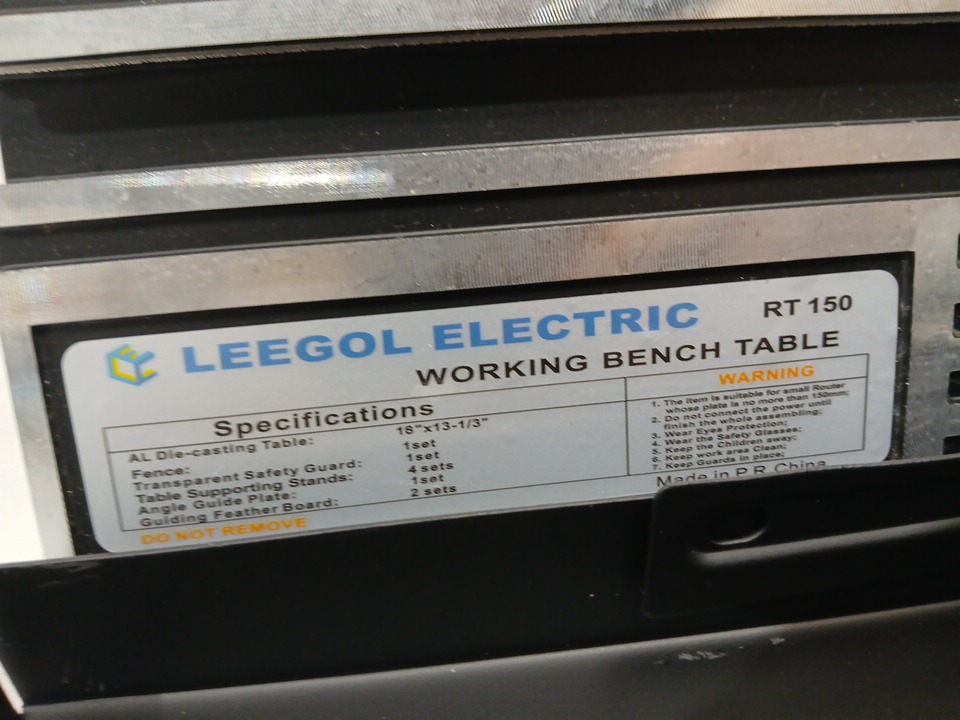 LEEGOL ELECTRIC
RT 150
WORKING BENCH TABLE
Specifications
AL Die-casting Table: 18"x13-1/3"
Fence: 1set
Transparent Safety Guard: 1set
Table Supporting Stands: 4 sets
Angle Guide Plate: 1set
Guiding Feather Board: 2 sets
DO NOT REMOVE
WARNING
1. The item is suitable for small Router
whose plate is no more than 150mm;
2. Do not connect the power until
finish the whole assembling;
3. Wear Eyes Protection;
4. Wear the Safety Glasses;
5. Keep the Children away;
6. Keep work area Clean;
7. Keep Guards in place;
Made in P.R.China